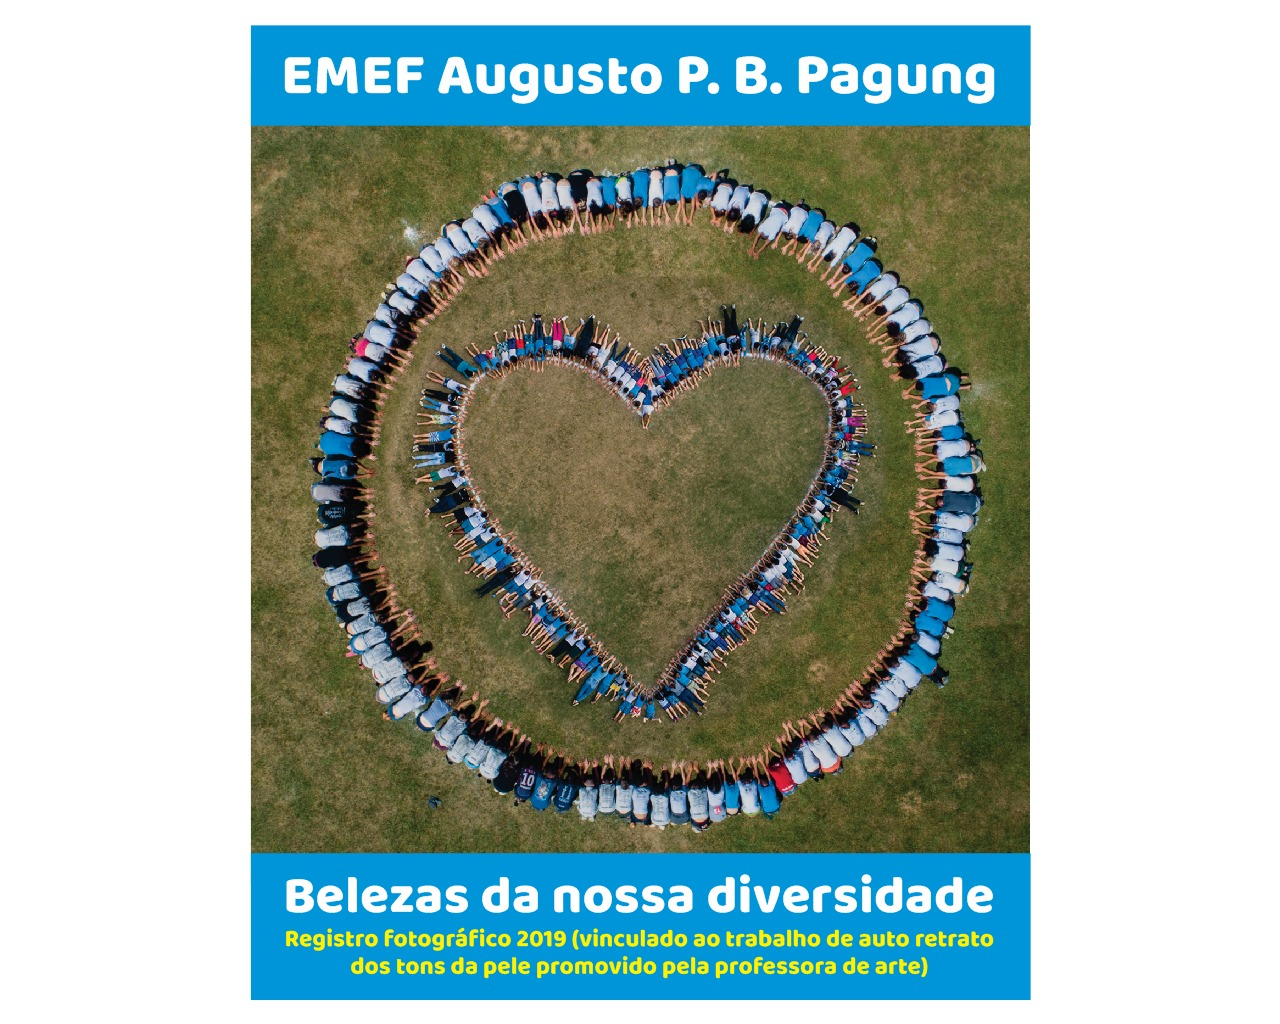 EMEF Augusto P. B. Pagung
10
Belezas da nossa diversidade
Registro fotográfico 2019 (vinculado ao trabalho de auto retrato
dos tons da pele promovido pela professora de arte)